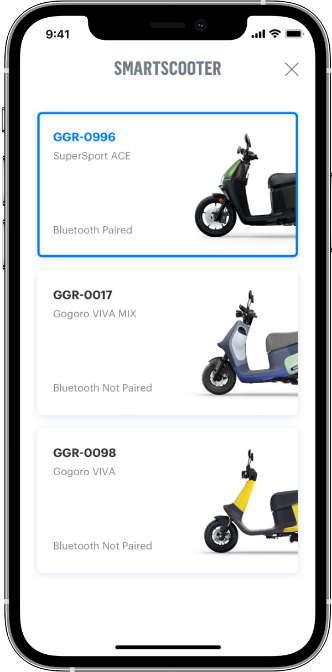 9:41
SMARTSCOOTER
GGR-0996
SuperSport ACE
Bluetooth Paired
GGR-0017
Gogoro VIVA MIX
Bluetooth Not Paired
GGR-0098
Gogoro VIVA
Bluetooth Not Paired